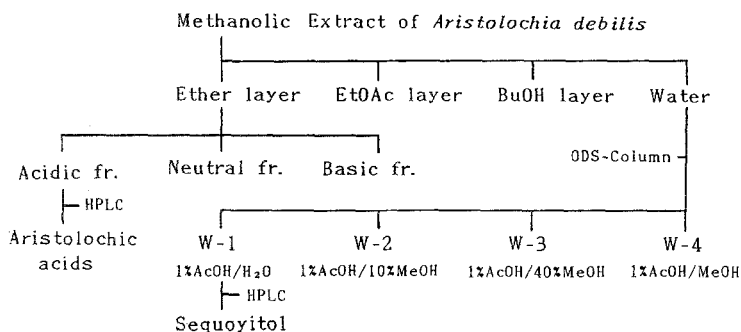 Methanolic Extract of Aristolochia debilis
Ether layer EtOAc layer BuOH layer Water
ODS-Column
Acidic fr. Neutral fr. Basic fr.
HPLC
Aristolochic acids
W-1 W-2 W-3 W-4
1%AcOH/H₂O 1%AcOH/10%MeOH 1%AcOH/40%MeOH 1%AcOH/MeOH
HPLC
Sequoyitol